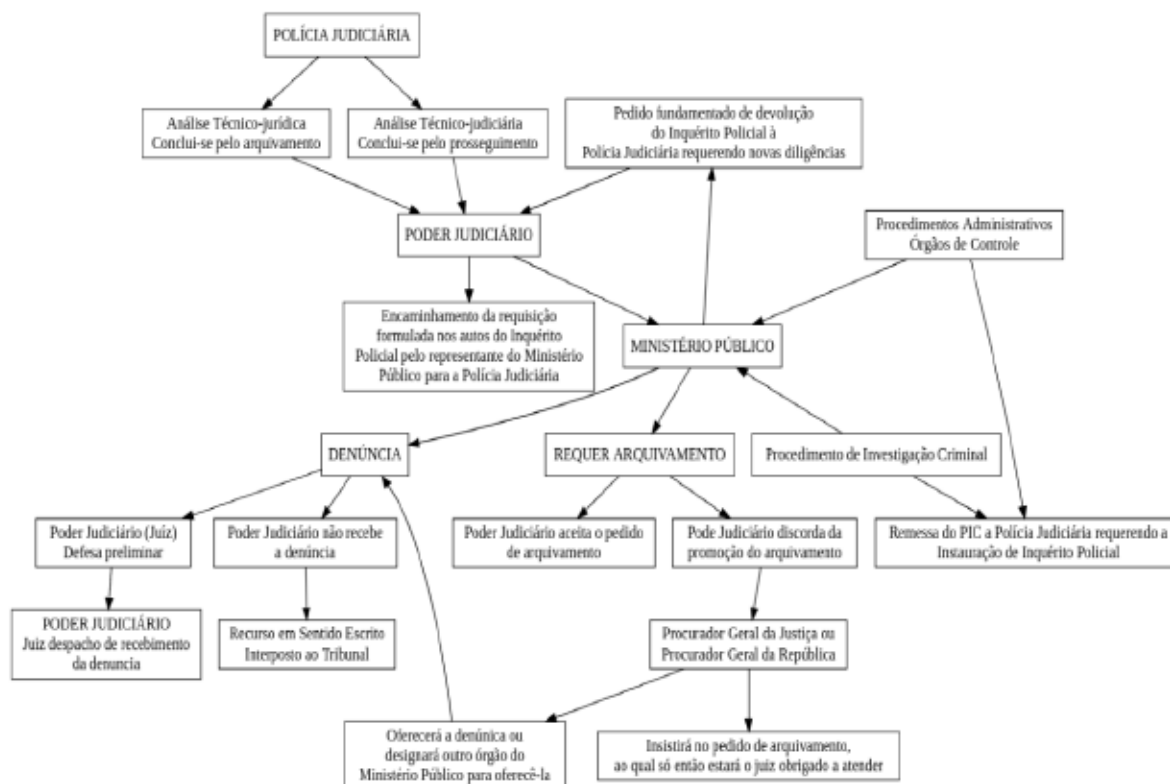 POLÍCIA JUDICIÁRIA
Análise Técnico-jurídica
Conclui-se pelo arquivamento
Análise Técnico-judiciária
Conclui-se pelo prosseguimento
Pedido fundamentado de devolução
do Inquérito Policial à
Polícia Judiciária requerendo novas diligências
PODER JUDICIÁRIO
Procedimentos Administrativos
Órgãos de Controle
Encaminhamento da requisição
formulada nos autos do Inquérito
Policial pelo representante do Ministério
Público para a Polícia Judiciária
MINISTÉRIO PÚBLICO
DENÚNCIA
REQUER ARQUIVAMENTO
Procedimento de Investigação Criminal
Poder Judiciário (Juíz)
Defesa preliminar
Poder Judiciário não recebe
a denúncia
Poder Judiciário aceita o pedido
de arquivamento
Pode Judiciário discorda da
promoção do arquivamento
Remessa do PIC a Polícia Judiciária requerendo a
Instauração de Inquérito Policial
PODER JUDICIÁRIO
Juiz despacho de recebimento
da denuncia
Recurso em Sentido Escrito
Interposto ao Tribunal
Procurador Geral da Justiça ou
Procurador Geral da República
Oferecerá a denúnica ou
designará outro órgão do
Ministério Público para oferecê-la
Insistirá no pedido de arquivamento,
ao qual só então estará o juiz obrigado a atender